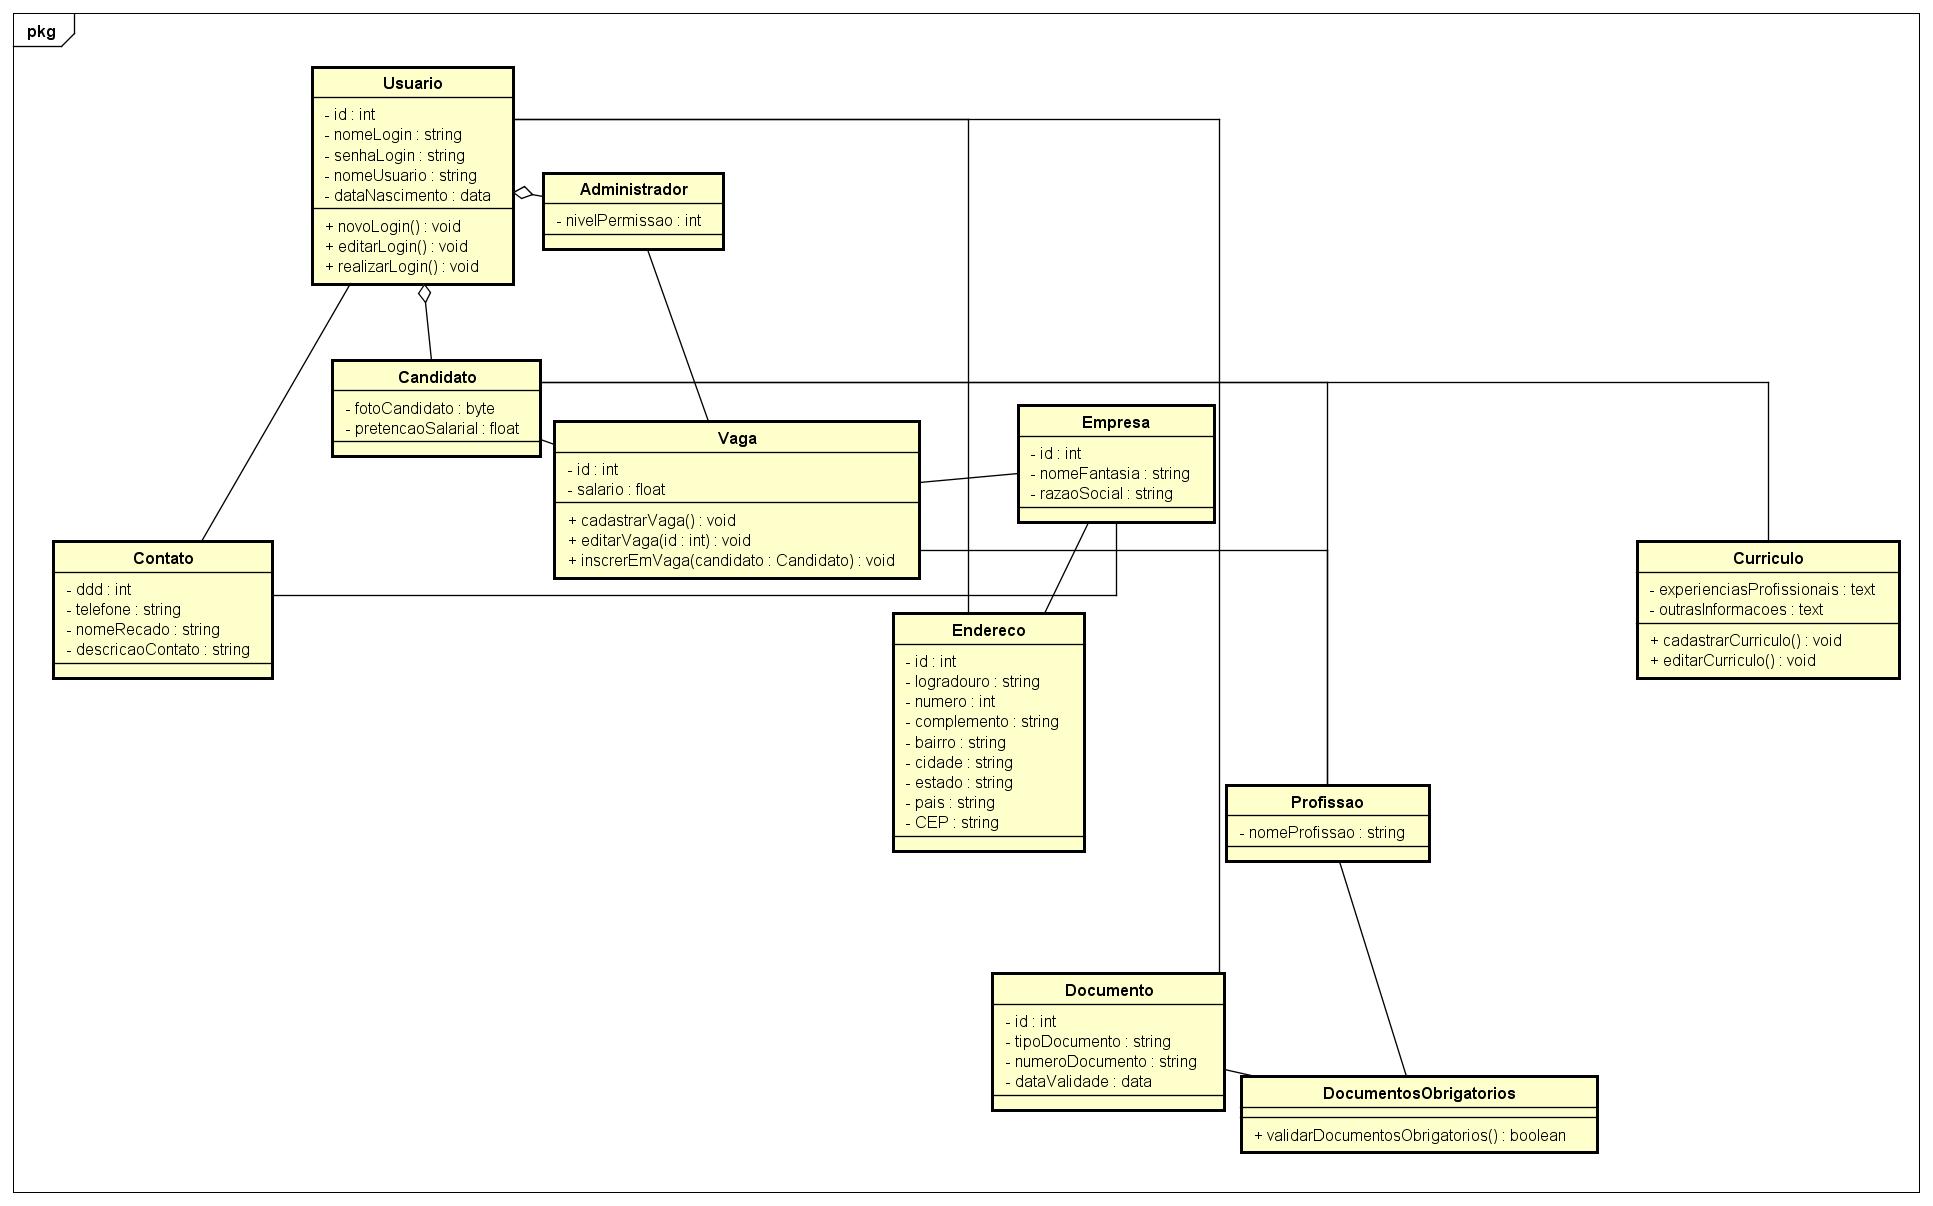 pkg
Usuario
- id : int
- nomeLogin : string
- senhaLogin : string
- nomeUsuario : string
- dataNascimento : data
+ novoLogin() : void
+ editarLogin() : void
+ realizarLogin() : void
Administrador
- nivelPermissao : int
Candidato
- fotoCandidato : byte
- pretencaoSalarial : float
Vaga
- id : int
- salario : float
+ cadastrarVaga() : void
+ editarVaga(id : int) : void
+ inscrerEmVaga(candidato : Candidato) : void
Empresa
- id : int
- nomeFantasia : string
- razaoSocial : string
Contato
- ddd : int
- telefone : string
- nomeRecado : string
- descricaoContato : string
Curriculo
- experienciasProfissionais : text
- outrasInformacoes : text
+ cadastrarCurriculo() : void
+ editarCurriculo() : void
Endereco
- id : int
- logradouro : string
- numero : int
- complemento : string
- bairro : string
- cidade : string
- estado : string
- pais : string
- CEP : string
Profissao
- nomeProfissao : string
Documento
- id : int
- tipoDocumento : string
- numeroDocumento : string
- dataValidade : data
DocumentosObrigatorios
+ validarDocumentosObrigatorios() : boolean